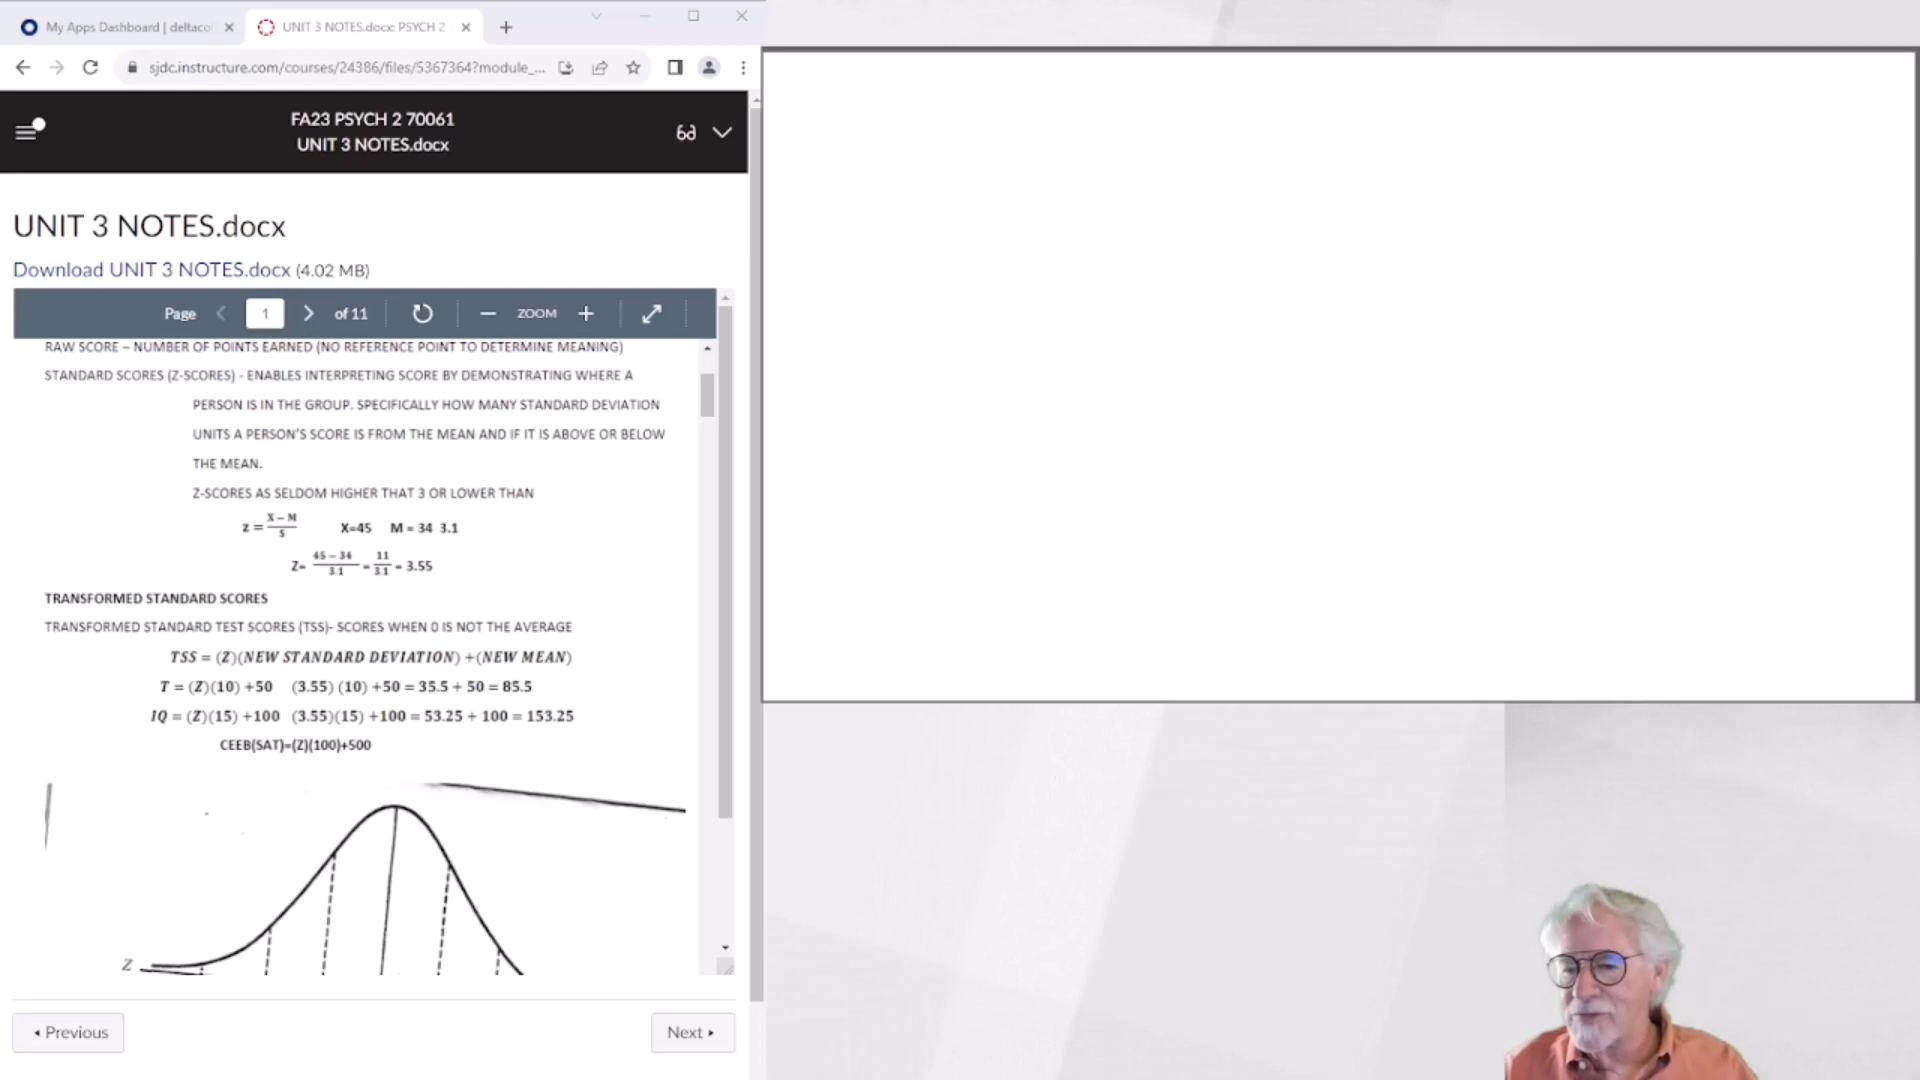 My Apps Dashboard | deltacol
UNIT 3 NOTES.docx: PSYCH 2
sjdc.instructure.com/courses/24386/files/5367364?module_...
FA23 PSYCH 2 70061
UNIT 3 NOTES.docx
UNIT 3 NOTES.docx
Download UNIT 3 NOTES.docx (4.02 MB)
Page 1 of 11 ZOOM
RAW SCORE – NUMBER OF POINTS EARNED (NO REFERENCE POINT TO DETERMINE MEANING)
STANDARD SCORES (Z-SCORES) - ENABLES INTERPRETING SCORE BY DEMONSTRATING WHERE A
PERSON IS IN THE GROUP. SPECIFICALLY HOW MANY STANDARD DEVIATION
UNITS A PERSON'S SCORE IS FROM THE MEAN AND IF IT IS ABOVE OR BELOW
THE MEAN.
Z-SCORES AS SELDOM HIGHER THAT 3 OR LOWER THAN
z = X – M / S X=45 M = 34 3.1
Z= 45 – 34 / 3.1 = 11 / 3.1 = 3.55
TRANSFORMED STANDARD SCORES
TRANSFORMED STANDARD TEST SCORES (TSS)- SCORES WHEN 0 IS NOT THE AVERAGE
TSS = (Z)(NEW STANDARD DEVIATION) +(NEW MEAN)
T = (Z)(10) +50 (3.55) (10) +50 = 35.5 + 50 = 85.5
IQ = (Z)(15) +100 (3.55)(15) +100 = 53.25 + 100 = 153.25
CEEB(SAT)=(Z)(100)+500
Z
Previous
Next